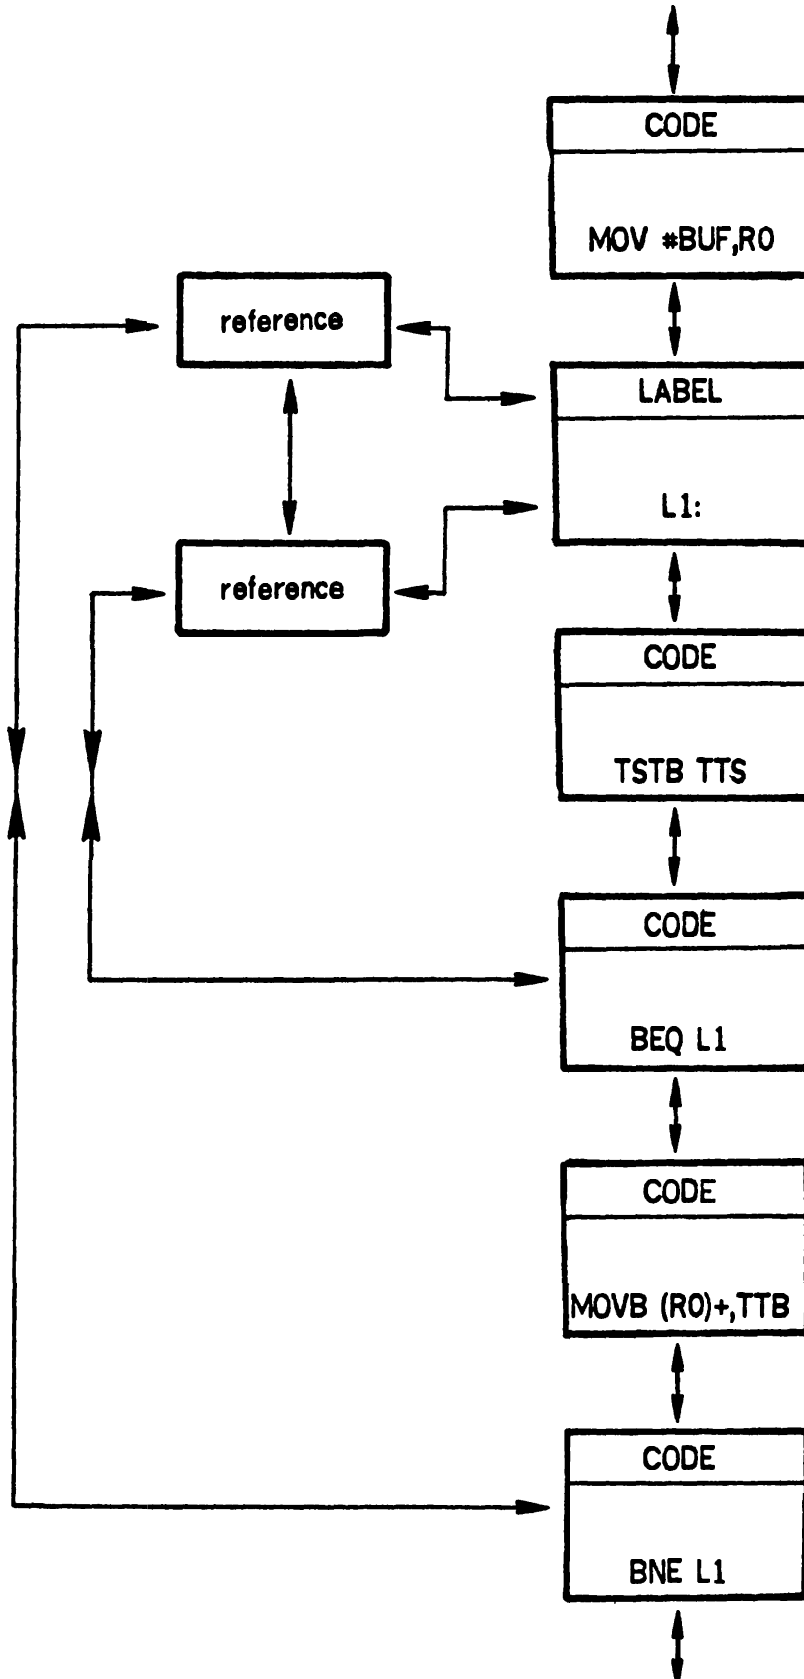 CODE
MOV #BUF,R0
reference
LABEL
L1:
reference
CODE
TSTB TTS
CODE
BEQ L1
CODE
MOVB (R0)+,TTB
CODE
BNE L1